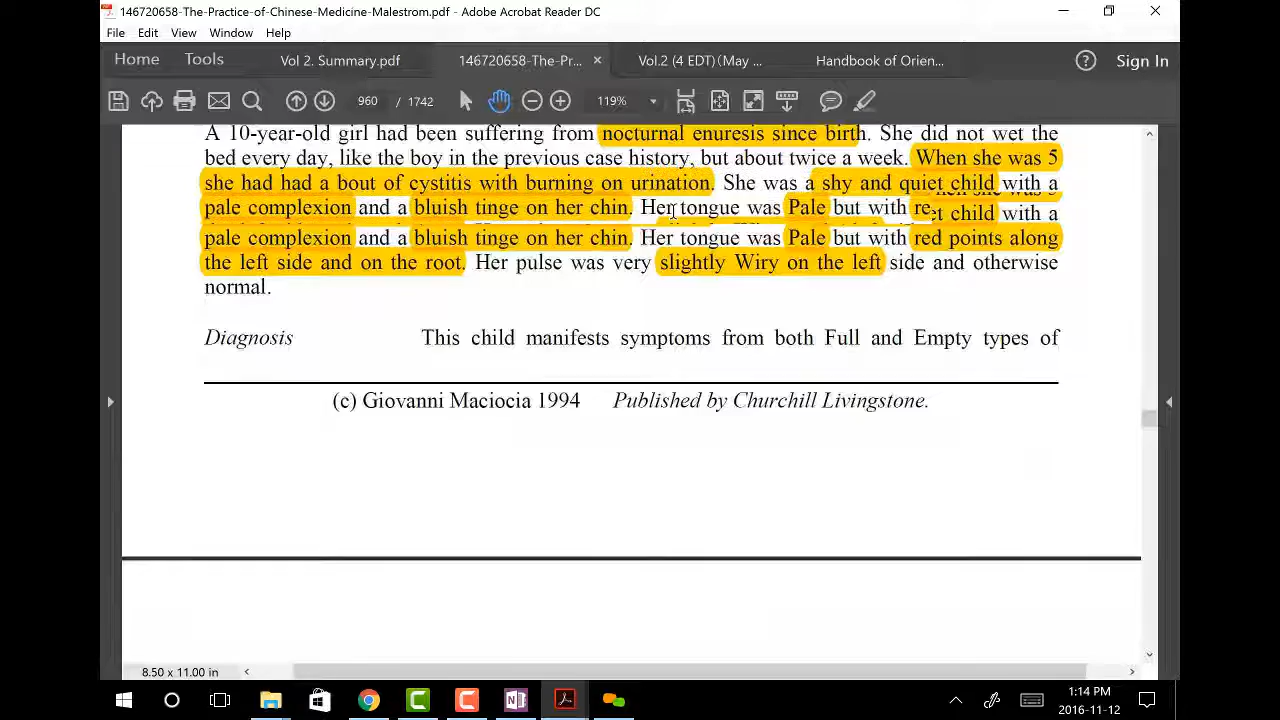 146720658-The-Practice-of-Chinese-Medicine-Malestrom.pdf - Adobe Acrobat Reader DC
File Edit View Window Help
Home Tools Vol 2. Summary.pdf 146720658-The-Pr... × Vol.2 (4 EDT)(May ... Handbook of Orien... Sign In
960 / 1742 119%
A 10-year-old girl had been suffering from nocturnal enuresis since birth. She did not wet the
bed every day, like the boy in the previous case history, but about twice a week. When she was 5
she had had a bout of cystitis with burning on urination. She was a shy and quiet child with a
pale complexion and a bluish tinge on her chin. Her tongue was Pale but with re
et child with a
pale complexion and a bluish tinge on her chin. Her tongue was Pale but with red points along
the left side and on the root. Her pulse was very slightly Wiry on the left side and otherwise
normal.
Diagnosis This child manifests symptoms from both Full and Empty types of
(c) Giovanni Maciocia 1994 Published by Churchill Livingstone.
8.50 x 11.00 in
1:14 PM
2016-11-12